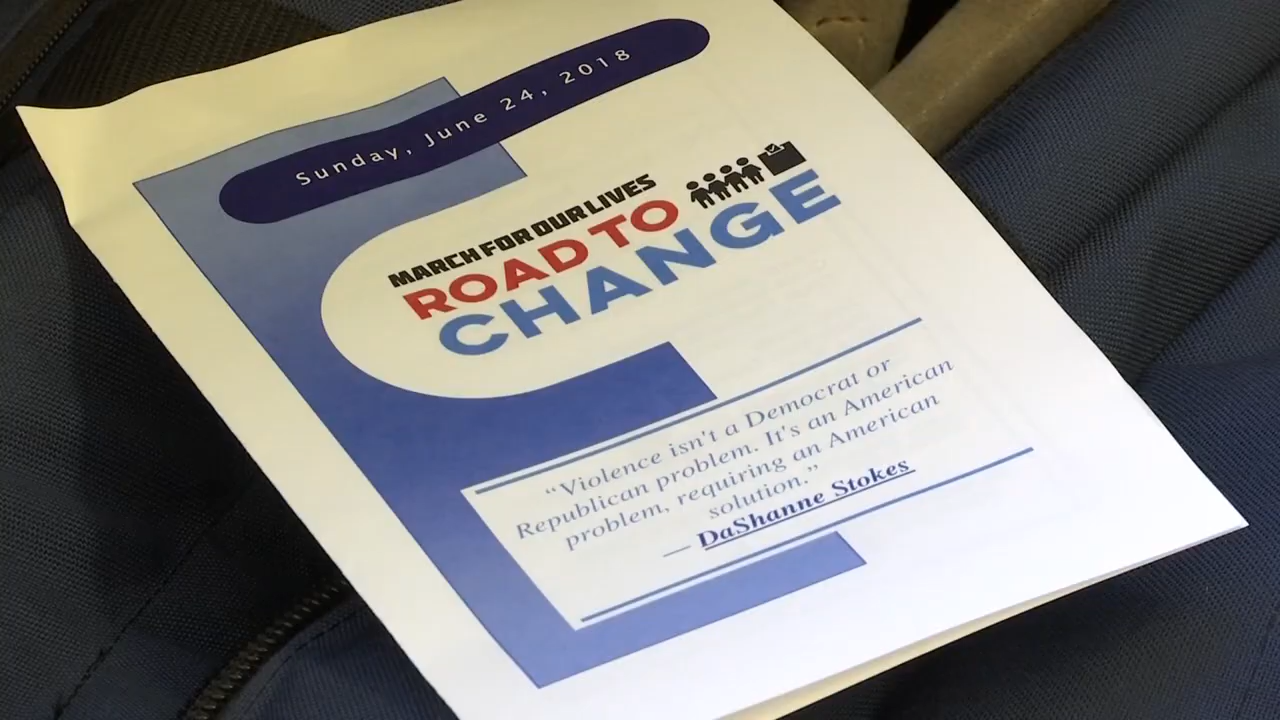 Sunday, June 24, 2018
MARCH FOR OUR LIVES
ROAD TO
CHANGE
“Violence isn't a Democrat or
Republican problem. It's an American
problem, requiring an American
solution.”
— DaShanne Stokes